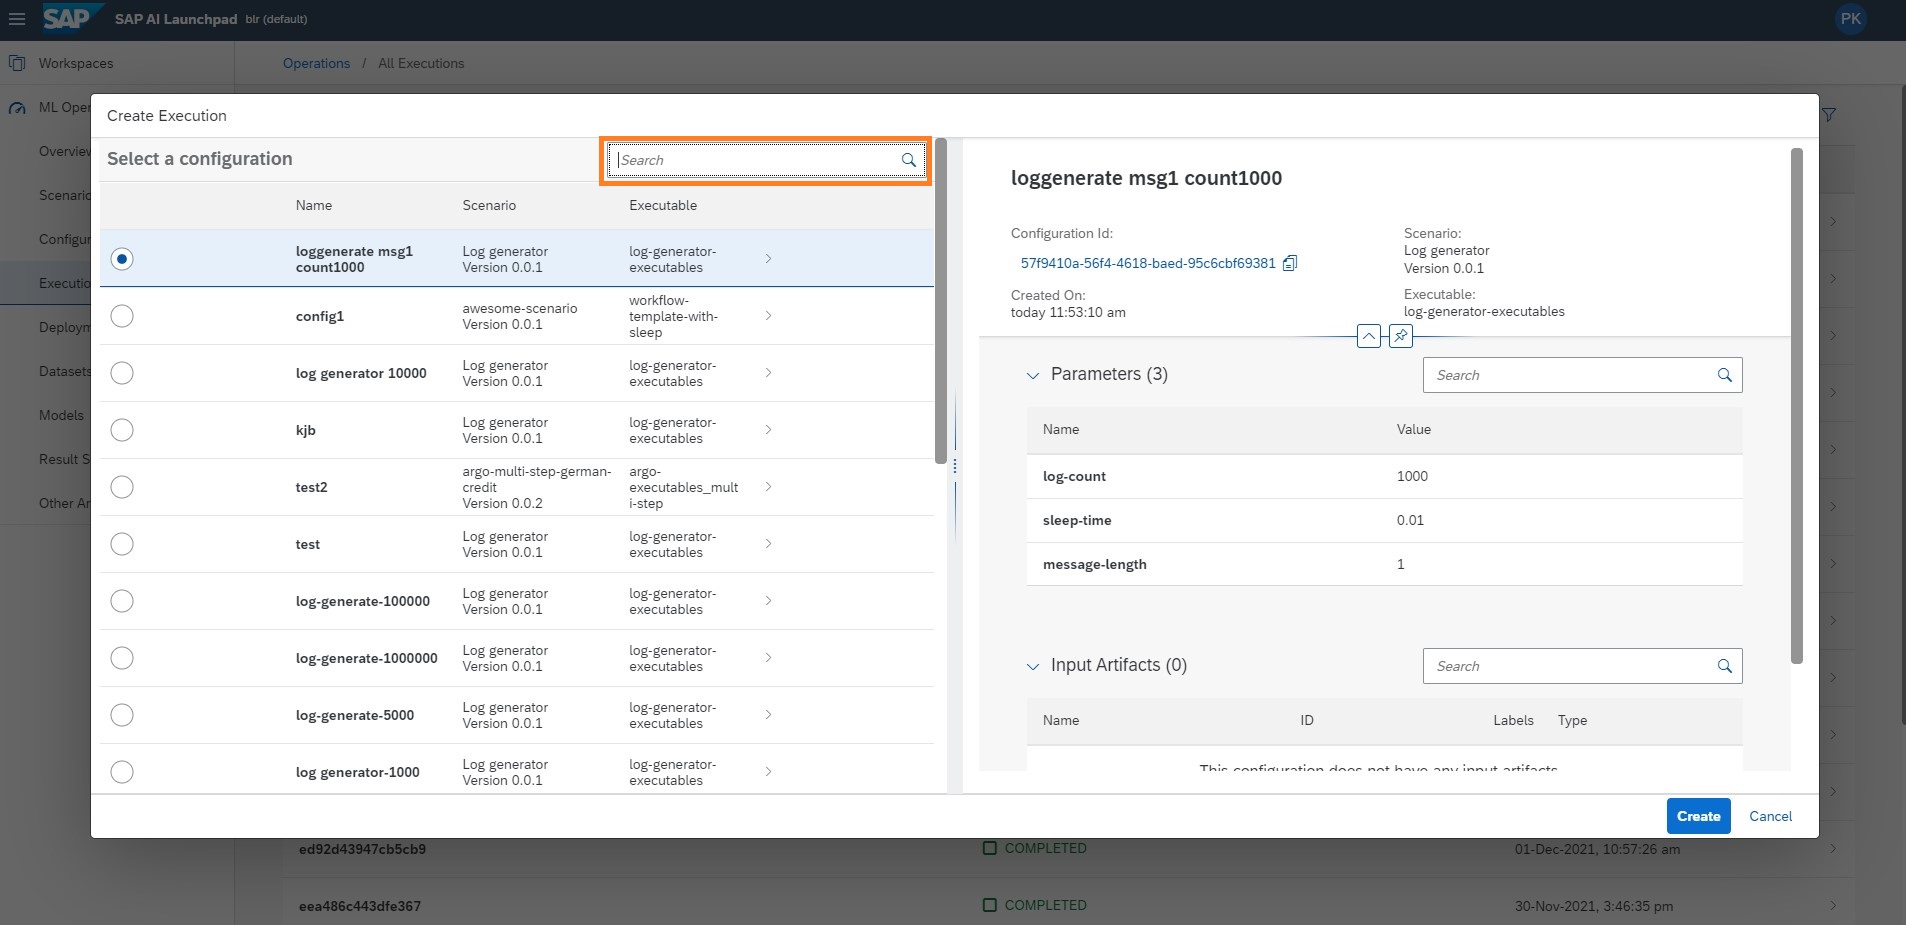 SAP SAP AI Launchpad blr (default) PK
Workspaces
Operations / All Executions
ML Oper
Overview
Scenario
Configur
Executio
Deploym
Datasets
Models
Result S
Other Ar
Create Execution
Select a configuration
Search
Name Scenario Executable
loggenerate msg1 count1000
Log generator
Version 0.0.1
log-generator-
executables
config1
awesome-scenario
Version 0.0.1
workflow-
template-with-
sleep
log generator 10000
Log generator
Version 0.0.1
log-generator-
executables
kjb
Log generator
Version 0.0.1
log-generator-
executables
test2
argo-multi-step-german-
credit
Version 0.0.2
argo-
executables_mult
i-step
test
Log generator
Version 0.0.1
log-generator-
executables
log-generate-100000
Log generator
Version 0.0.1
log-generator-
executables
log-generate-1000000
Log generator
Version 0.0.1
log-generator-
executables
log-generate-5000
Log generator
Version 0.0.1
log-generator-
executables
log generator-1000
Log generator
Version 0.0.1
log-generator-
executables
loggenerate msg1 count1000
Configuration Id:
57f9410a-56f4-4618-baed-95c6cbf69381
Created On:
today 11:53:10 am
Scenario:
Log generator
Version 0.0.1
Executable:
log-generator-executables
Parameters (3)
Search
Name Value
log-count 1000
sleep-time 0.01
message-length 1
Input Artifacts (0)
Search
Name ID Labels Type
This configuration does not have any input artifacts
Create Cancel
ed92d43947cb5cb9 COMPLETED 01-Dec-2021, 10:57:26 am
eea486c443dfe367 COMPLETED 30-Nov-2021, 3:46:35 pm